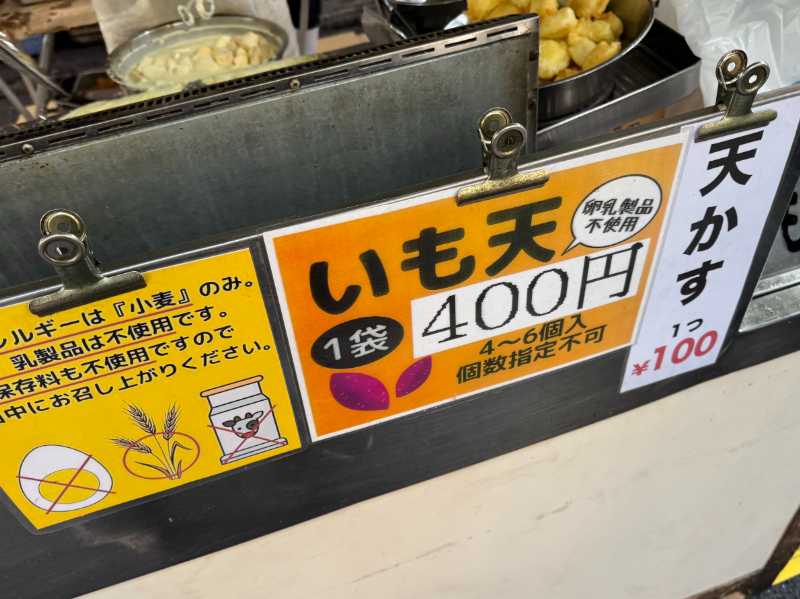 ルギーは『小麦』のみ。
乳製品は不使用です。
保存料も不使用ですので
中にお召し上がりください。
いも天
卵乳製品
不使用
1袋
400円
4～6個入
個数指定不可
天かす
1つ
¥100